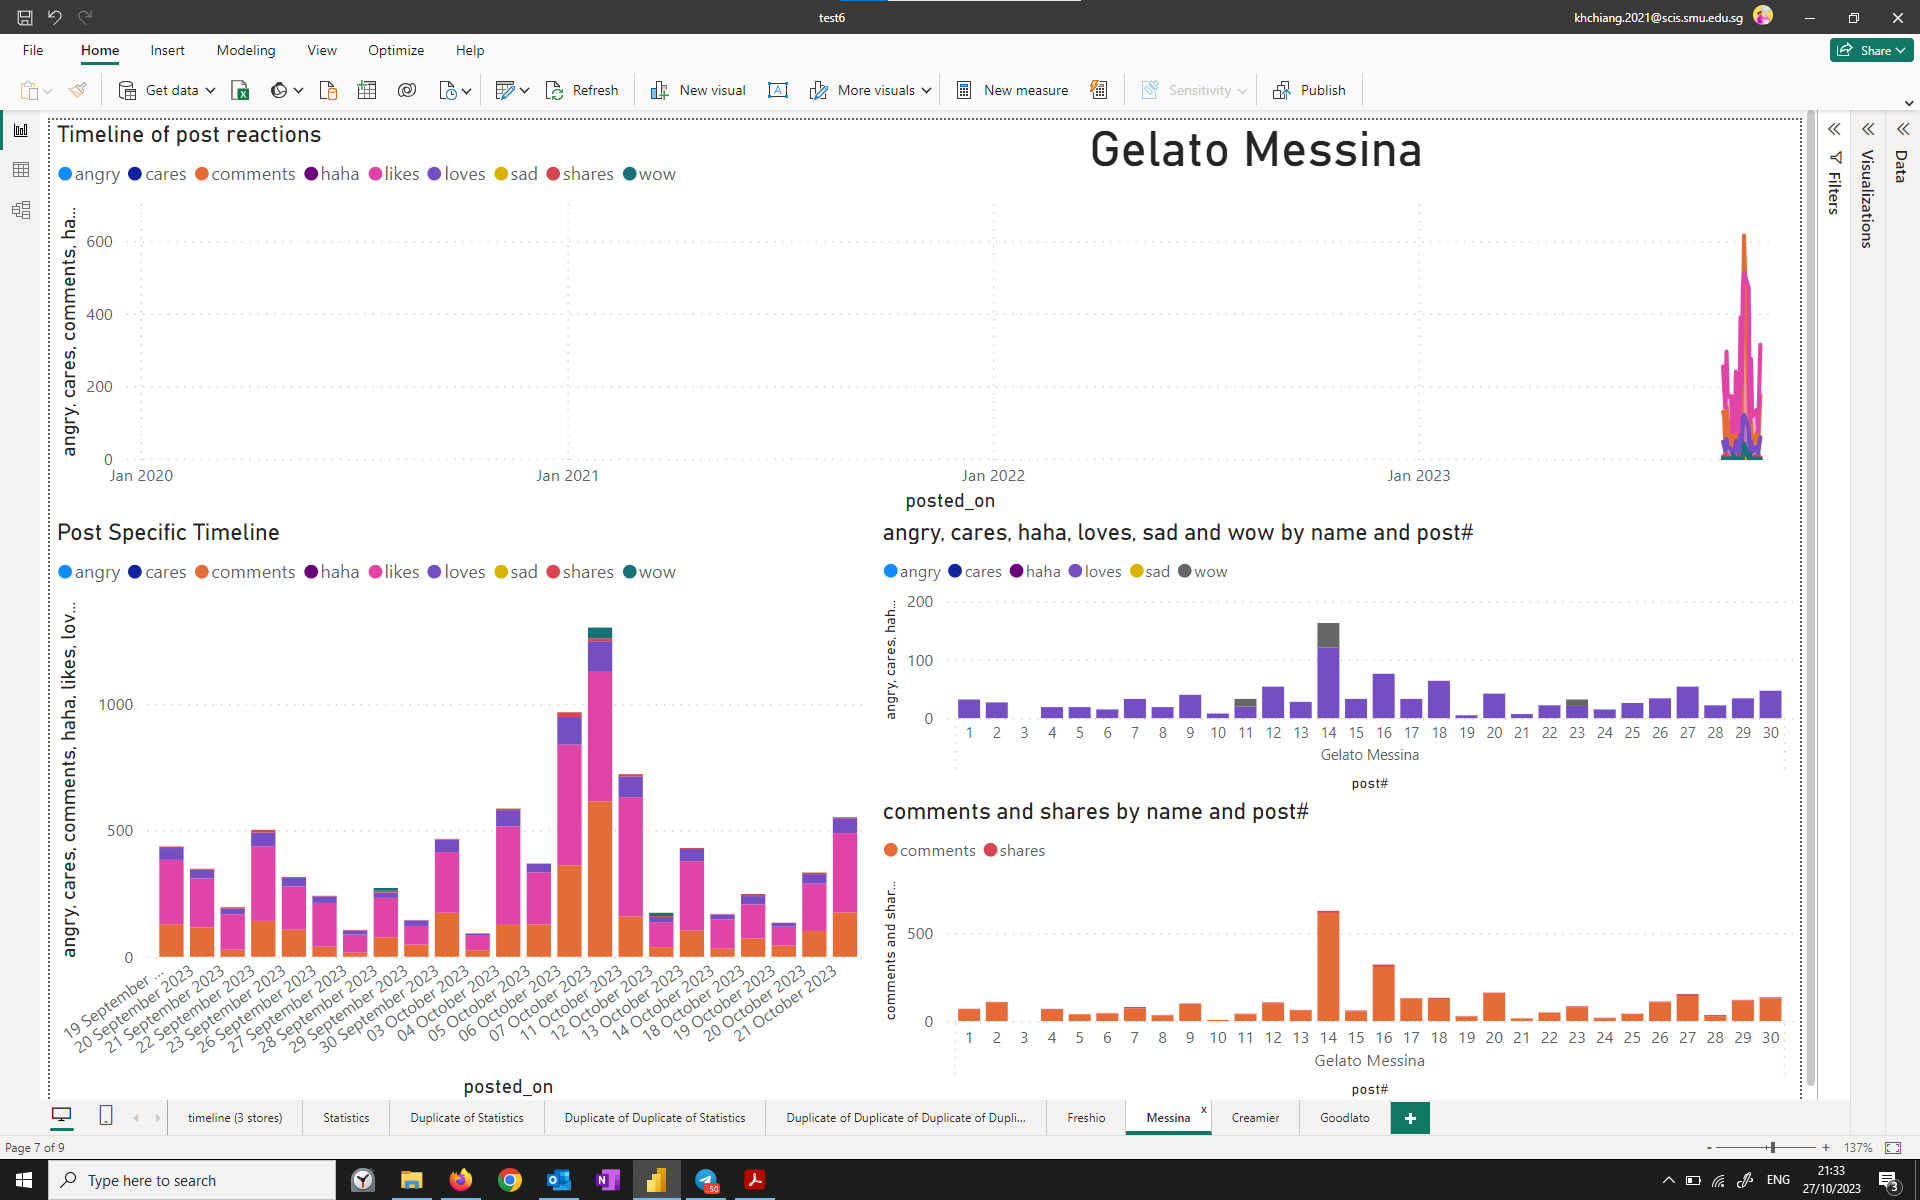 test6
khchiang.2021@scis.smu.edu.sg
File Home Insert Modeling View Optimize Help
Share
Get data Refresh New visual More visuals New measure Sensitivity Publish
Timeline of post reactions
Gelato Messina
angry cares comments haha likes loves sad shares wow
angry, cares, comments, ha...
600
400
200
0
Jan 2020 Jan 2021 Jan 2022 Jan 2023
posted_on
Filters
Visualizations
Data
Post Specific Timeline
angry cares comments haha likes loves sad shares wow
angry, cares, comments, haha, likes, lov...
1000
500
0
19 September ...
20 September 2023
21 September 2023
22 September 2023
23 September 2023
26 September 2023
27 September 2023
28 September 2023
29 September 2023
30 September 2023
03 October 2023
04 October 2023
05 October 2023
06 October 2023
07 October 2023
11 October 2023
12 October 2023
13 October 2023
14 October 2023
18 October 2023
19 October 2023
20 October 2023
21 October 2023
posted_on
angry, cares, haha, loves, sad and wow by name and post#
angry cares haha loves sad wow
angry, cares, hah...
200
100
0
1 2 3 4 5 6 7 8 9 10 11 12 13 14 15 16 17 18 19 20 21 22 23 24 25 26 27 28 29 30
Gelato Messina
post#
comments and shares by name and post#
comments shares
comments and shar...
500
0
1 2 3 4 5 6 7 8 9 10 11 12 13 14 15 16 17 18 19 20 21 22 23 24 25 26 27 28 29 30
Gelato Messina
post#
timeline (3 stores) Statistics Duplicate of Statistics Duplicate of Duplicate of Statistics Duplicate of Duplicate of Duplicate of Dupli... Freshio Messina x Creamier Goodlato +
Page 7 of 9
- + 137%
Type here to search
50
ENG
21:33
27/10/2023
3